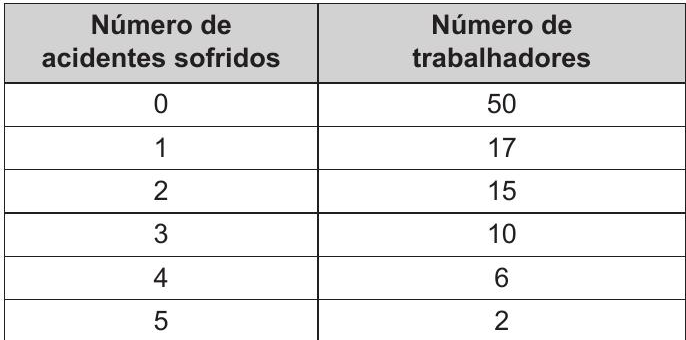 Número de acidentes sofridos | Número de trabalhadores
0 | 50
1 | 17
2 | 15
3 | 10
4 | 6
5 | 2